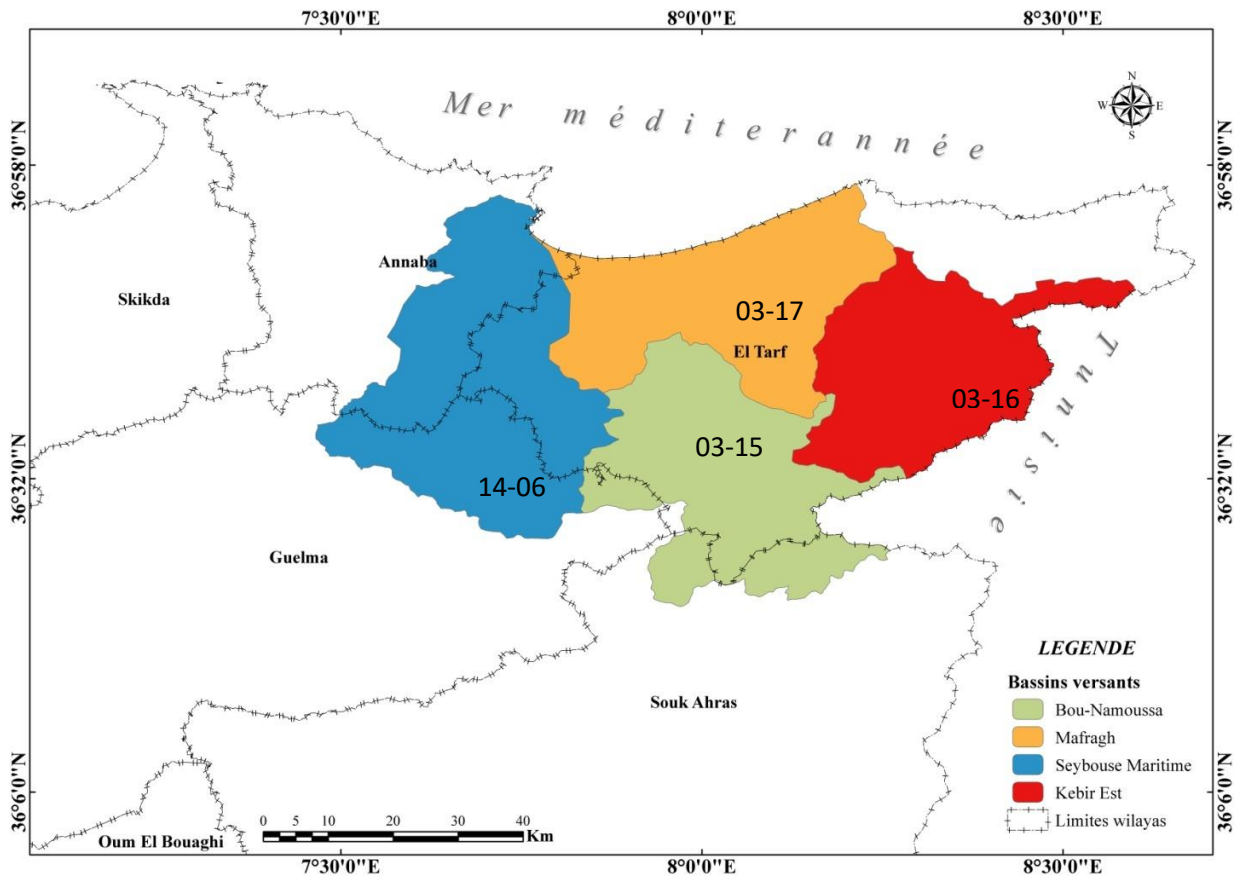 7°30'0"E 8°0'0"E 8°30'0"E
N
W E
S
Mer méditerannée
36°58'0"N 36°58'0"N
Annaba
Skikda
03-17
El Tarf
Tunisie
03-16
03-15
36°32'0"N 36°32'0"N
14-06
Guelma
LEGENDE
Bassins versants
Souk Ahras
Bou-Namoussa
Mafragh
Seybouse Maritime
Kebir Est
Limites wilayas
36°6'0"N 36°6'0"N
0 2,5 5 10 20 30 40
Km
Oum El Bouaghi
7°30'0"E 8°0'0"E 8°30'0"E